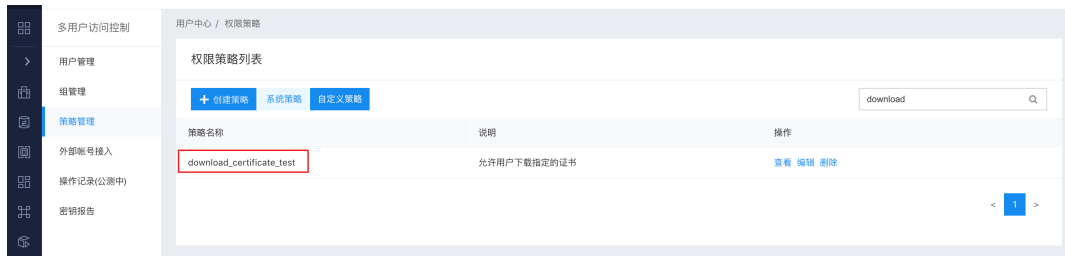 多用户访问控制
用户管理
组管理
策略管理
外部帐号接入
操作记录(公测中)
密钥报告
用户中心 / 权限策略
权限策略列表
+ 创建策略 系统策略 自定义策略 download
策略名称 说明 操作
download_certificate_test 允许用户下载指定的证书 查看 编辑 删除
< 1 >